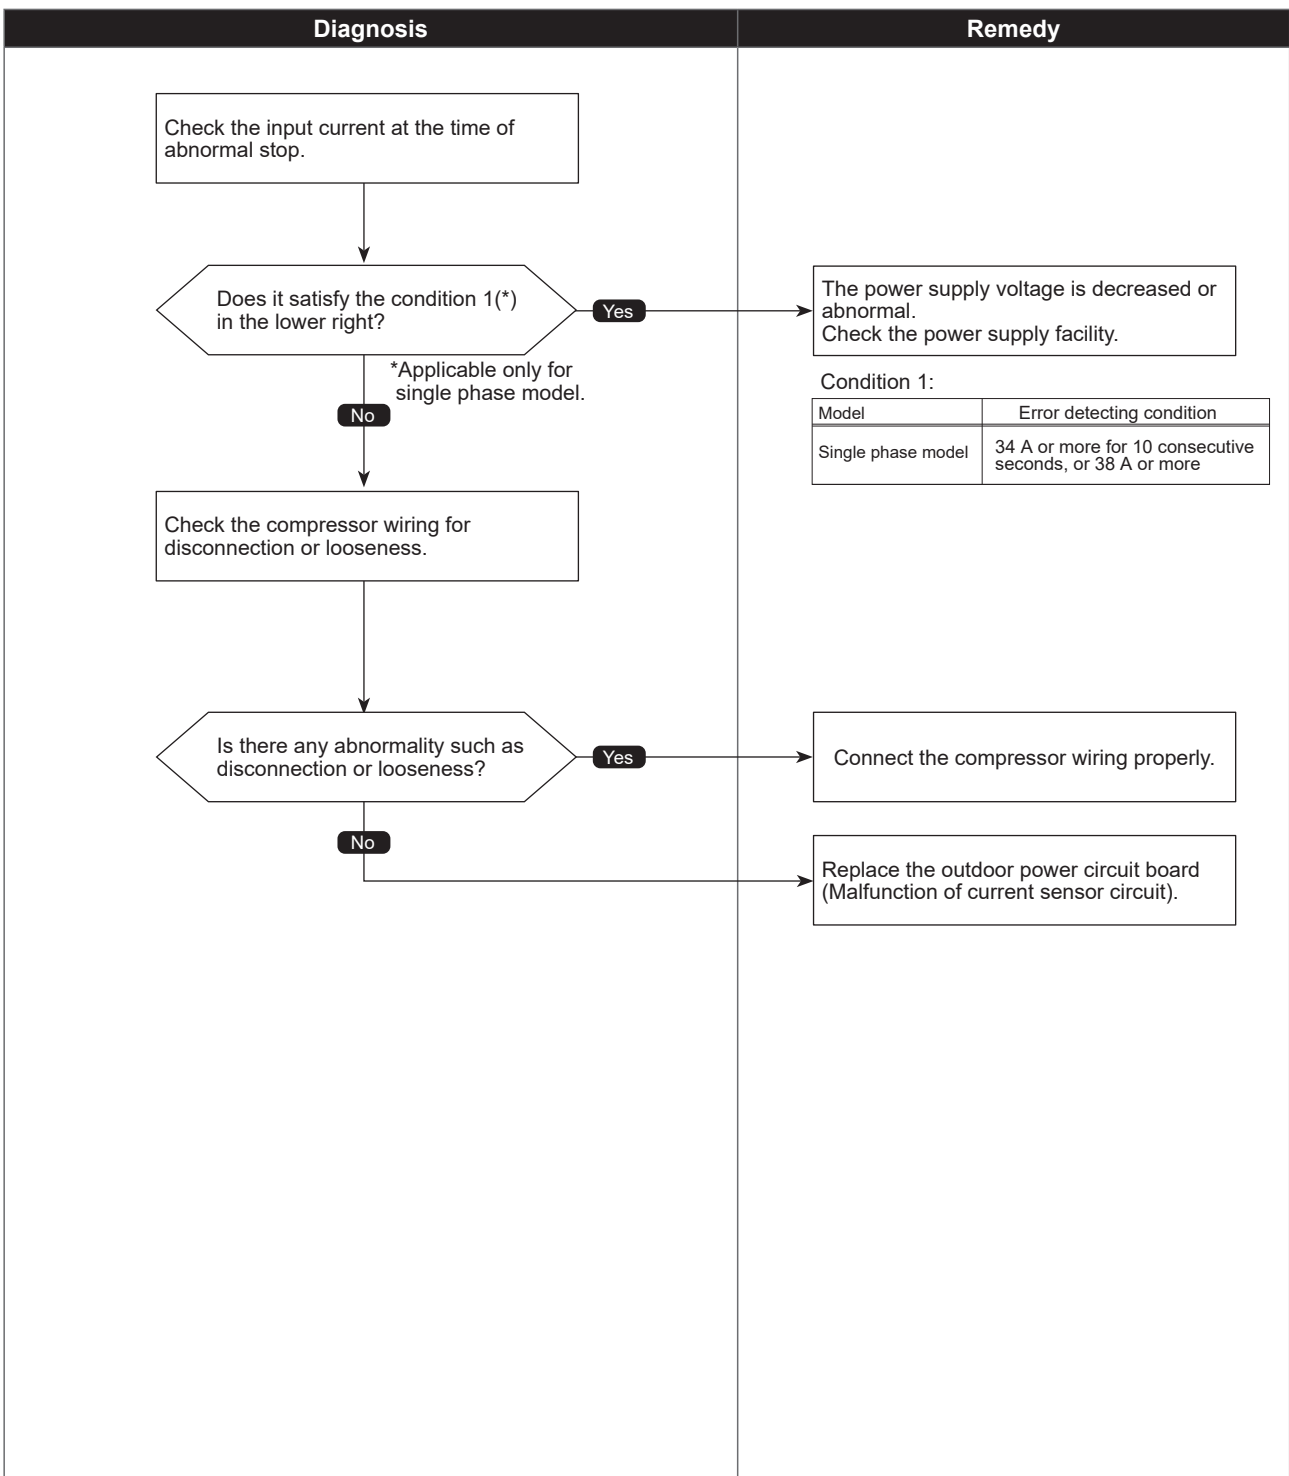 Diagnosis
Remedy
Check the input current at the time of
abnormal stop.
Does it satisfy the condition 1(*)
in the lower right?
Yes
The power supply voltage is decreased or
abnormal.
Check the power supply facility.
*Applicable only for
single phase model.
No
Condition 1:
Model
Error detecting condition
Single phase model
34 A or more for 10 consecutive
seconds, or 38 A or more
Check the compressor wiring for
disconnection or looseness.
Is there any abnormality such as
disconnection or looseness?
Yes
Connect the compressor wiring properly.
No
Replace the outdoor power circuit board
(Malfunction of current sensor circuit).